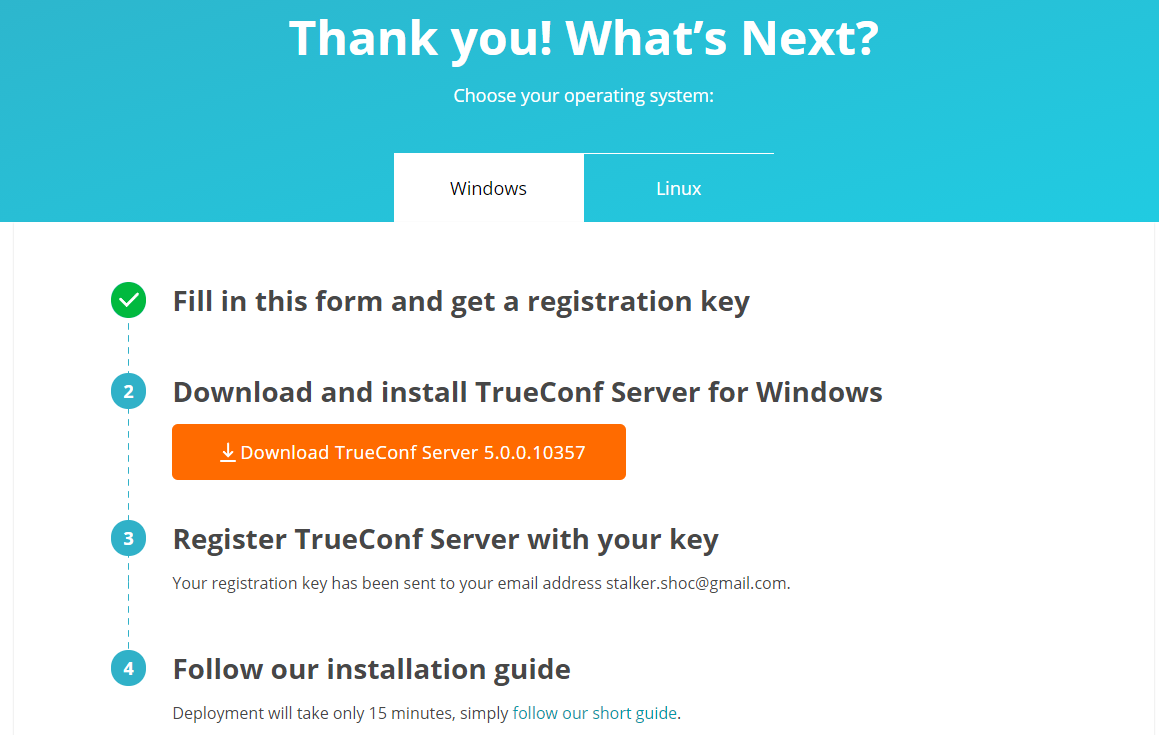 Thank you! What’s Next?
Choose your operating system:
Windows
Linux
Fill in this form and get a registration key
2
Download and install TrueConf Server for Windows
Download TrueConf Server 5.0.0.10357
3
Register TrueConf Server with your key
Your registration key has been sent to your email address stalker.shoc@gmail.com.
4
Follow our installation guide
Deployment will take only 15 minutes, simply follow our short guide.